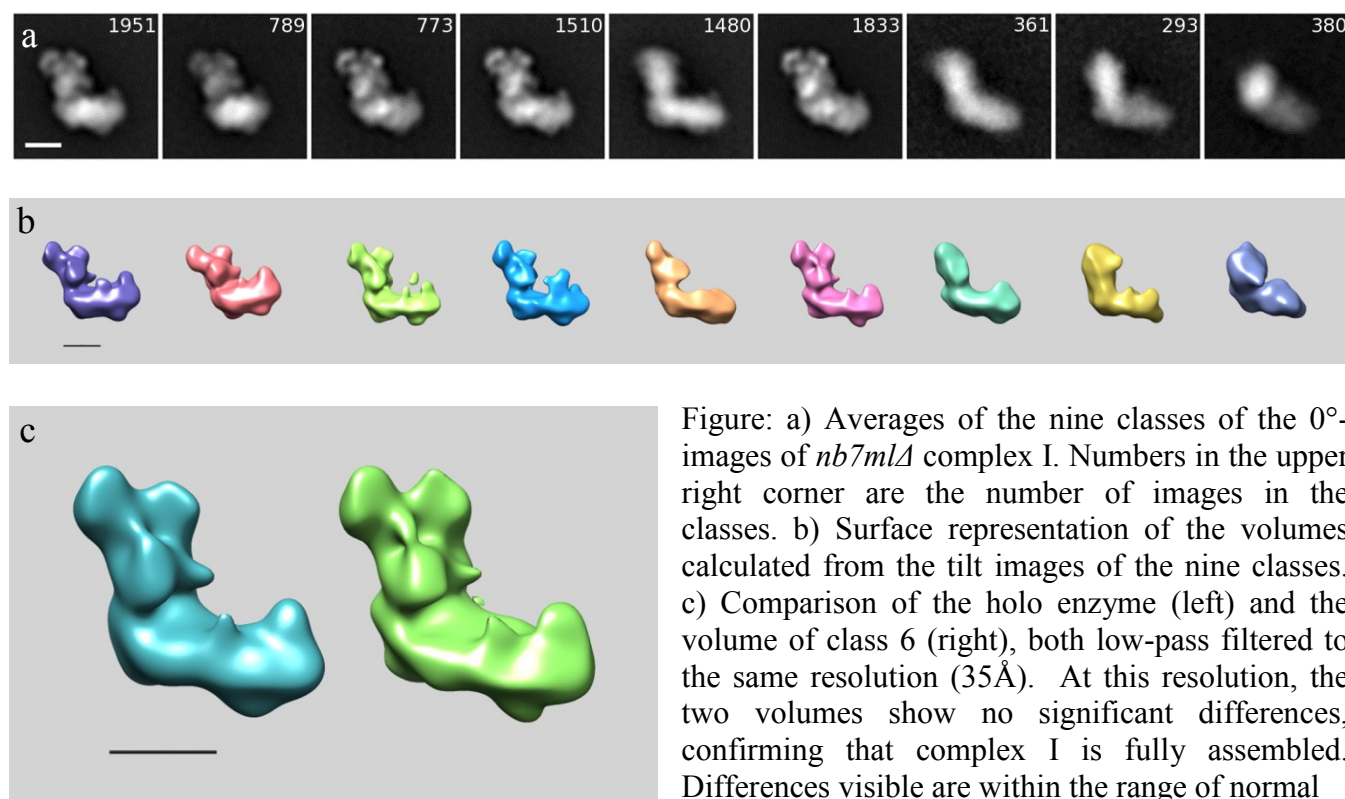 a 1951 789 773 1510 1480 1833 361 293 380
b
c
Figure: a) Averages of the nine classes of the 0°-
images of nb7mlΔ complex I. Numbers in the upper
right corner are the number of images in the
classes. b) Surface representation of the volumes
calculated from the tilt images of the nine classes.
c) Comparison of the holo enzyme (left) and the
volume of class 6 (right), both low-pass filtered to
the same resolution (35Å). At this resolution, the
two volumes show no significant differences,
confirming that complex I is fully assembled.
Differences visible are within the range of normal